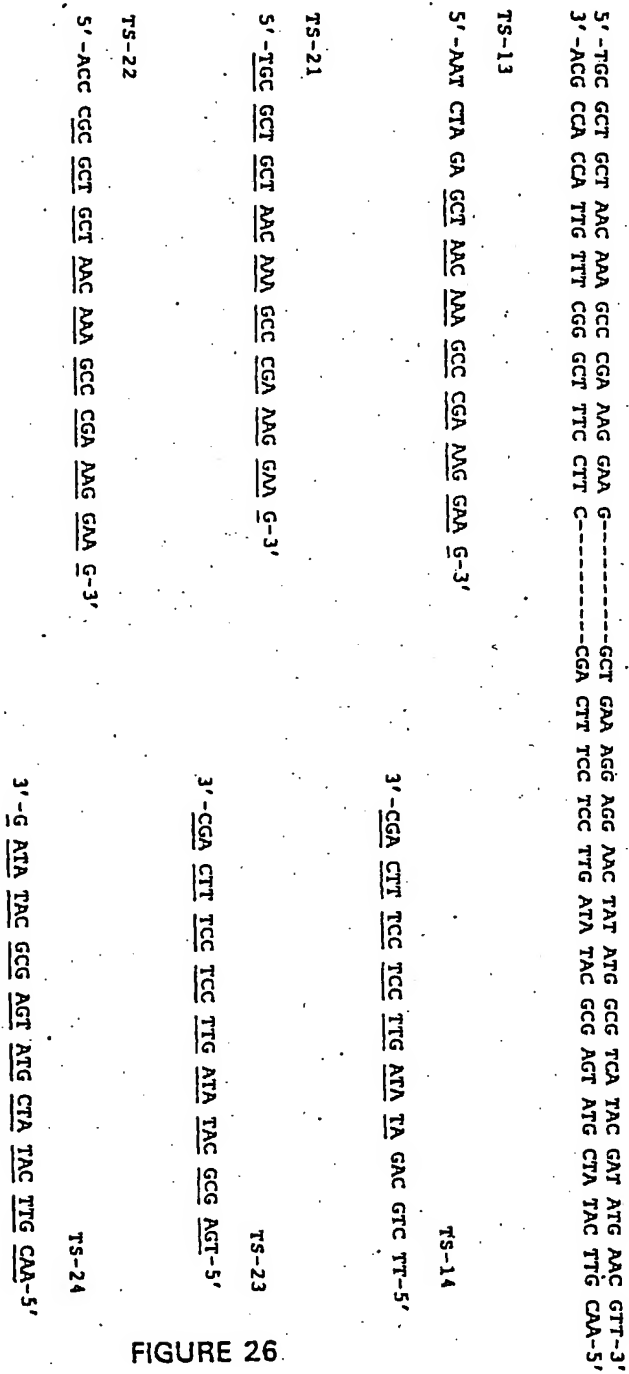 5'-TGC GCT GCT AAC AAA GCC CGA AAG GAA G----------GCT GAA AGG AGG AAC TAT ATG GCG TCA TAC GAT ATG AAC GTT-3'
3'-ACG CCA CCA TTG TTT CGG GCT TTC CTT C----------CGA CTT TCC TCC TTG ATA TAC GCG AGT ATG CTA TAC TTG CAA-5'
TS-13
5'-AAT CTA GA GCT AAC AAA GCC CGA AAG GAA G-3'
TS-14
3'-CGA CTT TCC TCC TTG ATA TA GAC GTC TT-5'
TS-21
5'-TGC GCT GCT AAC AAA GCC CGA AAG GAA G-3'
TS-23
3'-CGA CTT TCC TCC TTG ATA TAC GCG AGT-5'
TS-22
5'-ACC CGC GCT GCT AAC AAA GCC CGA AAG GAA G-3'
TS-24
3'-G ATA TAC GCG AGT ATG CTA TAC TTG CAA-5'
FIGURE 26